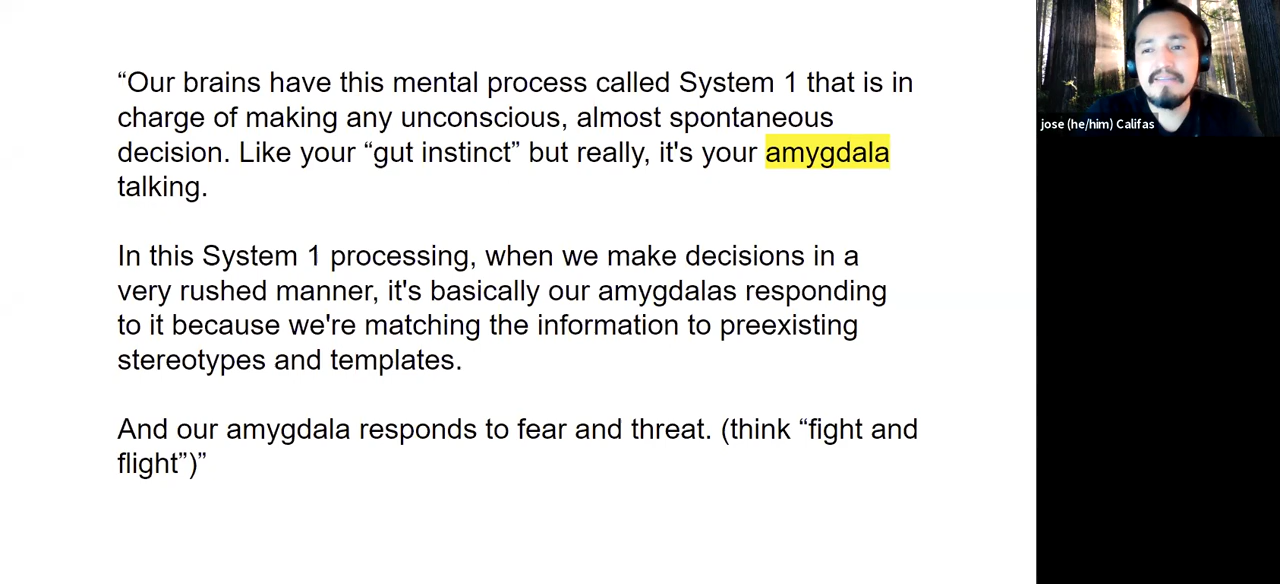 “Our brains have this mental process called System 1 that is in
charge of making any unconscious, almost spontaneous
decision. Like your “gut instinct” but really, it's your amygdala
talking.
In this System 1 processing, when we make decisions in a
very rushed manner, it's basically our amygdalas responding
to it because we're matching the information to preexisting
stereotypes and templates.
And our amygdala responds to fear and threat. (think “fight and
flight”)”
jose (he/him) Califas